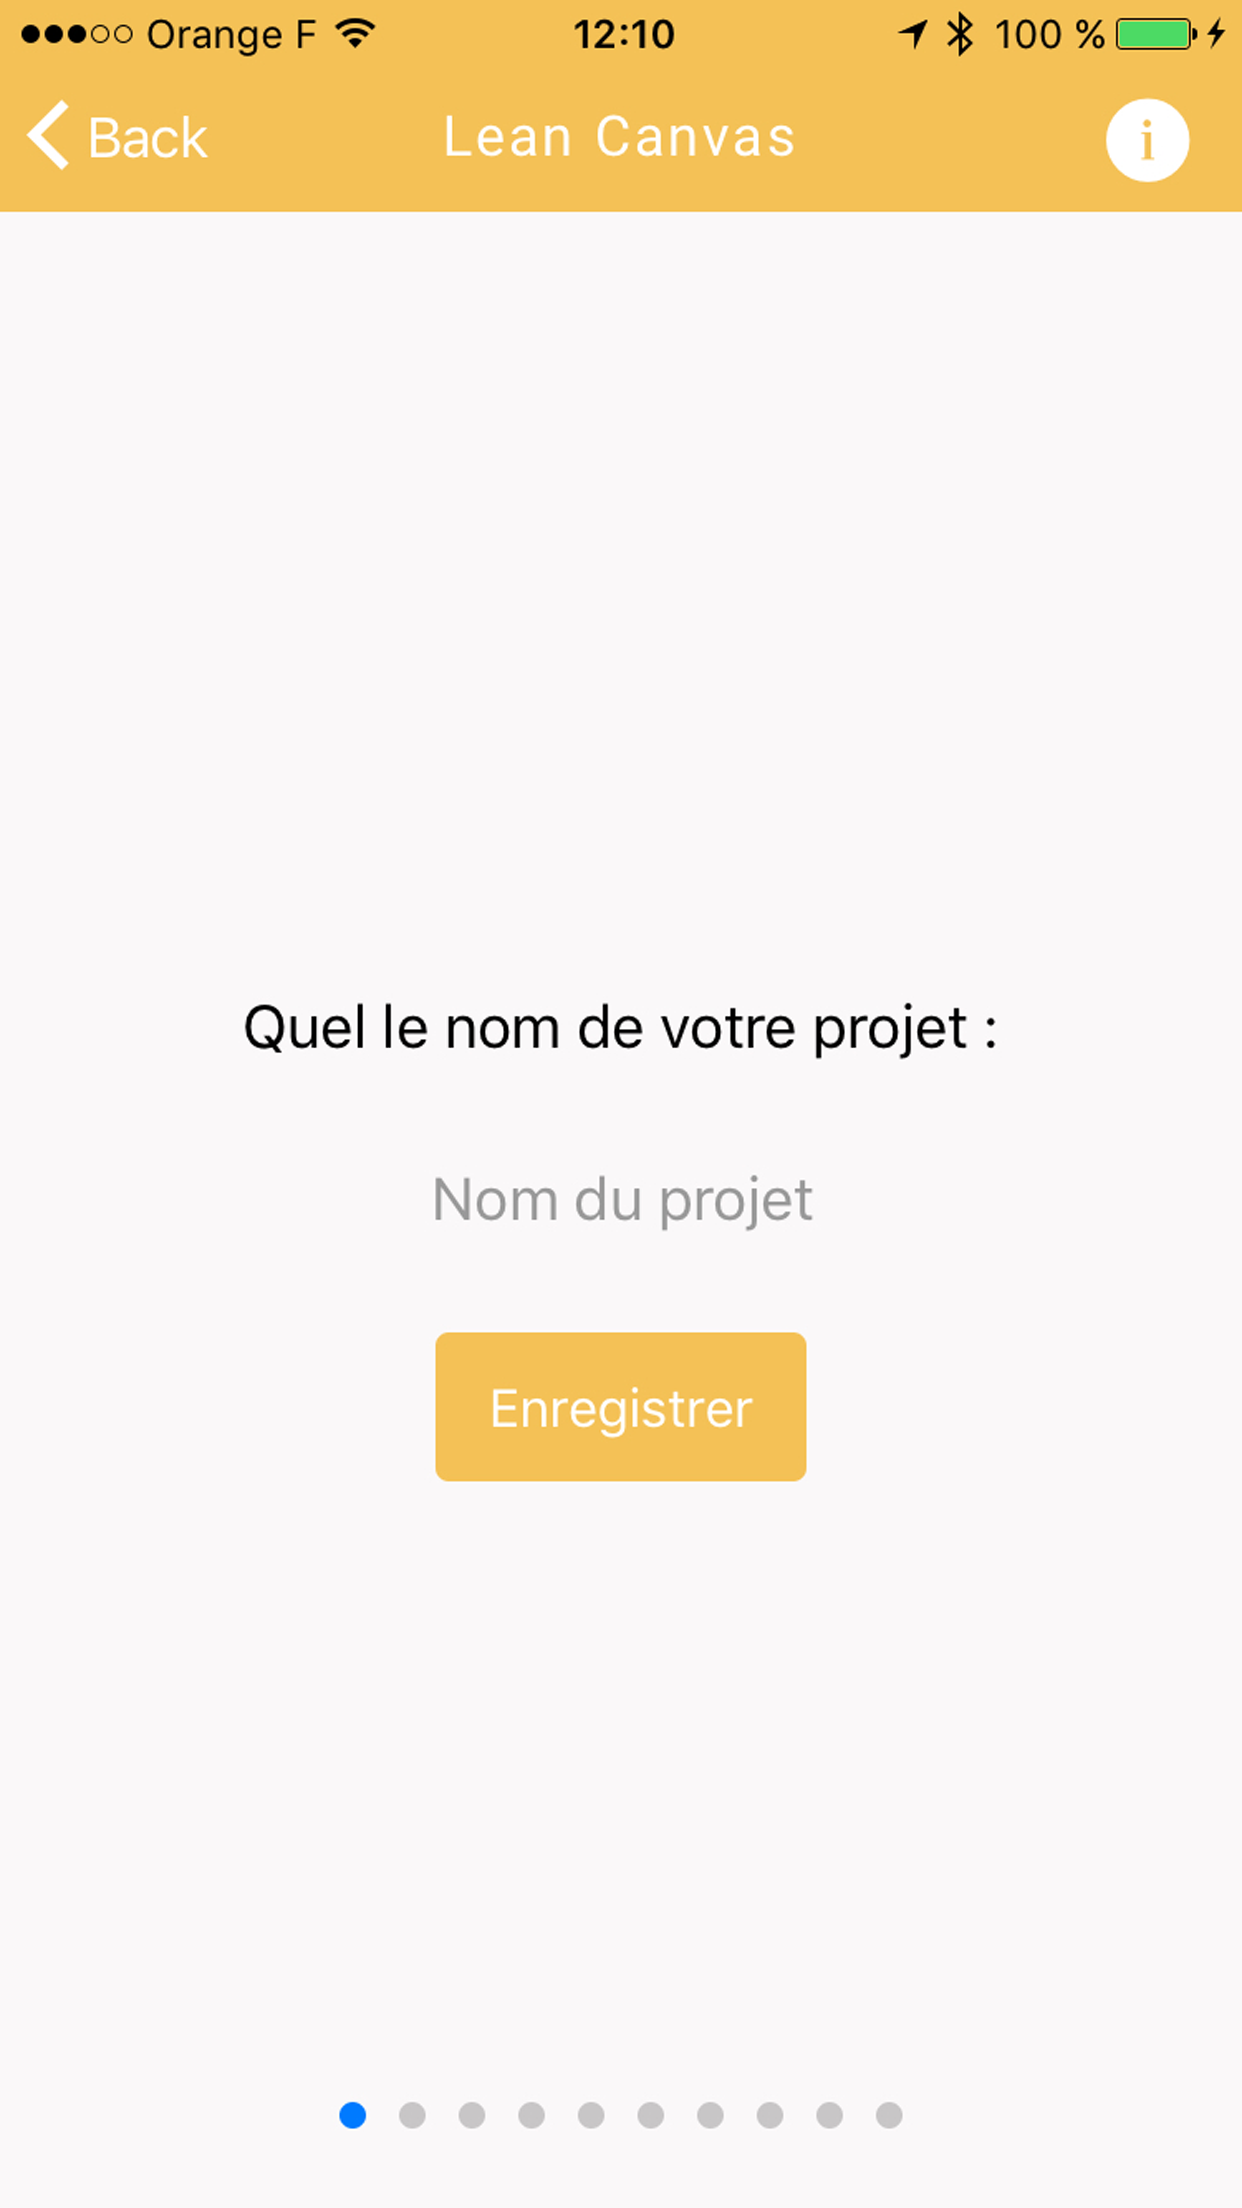 Orange F 12:10 100 %
Back Lean Canvas i
Quel le nom de votre projet :
Nom du projet
Enregistrer